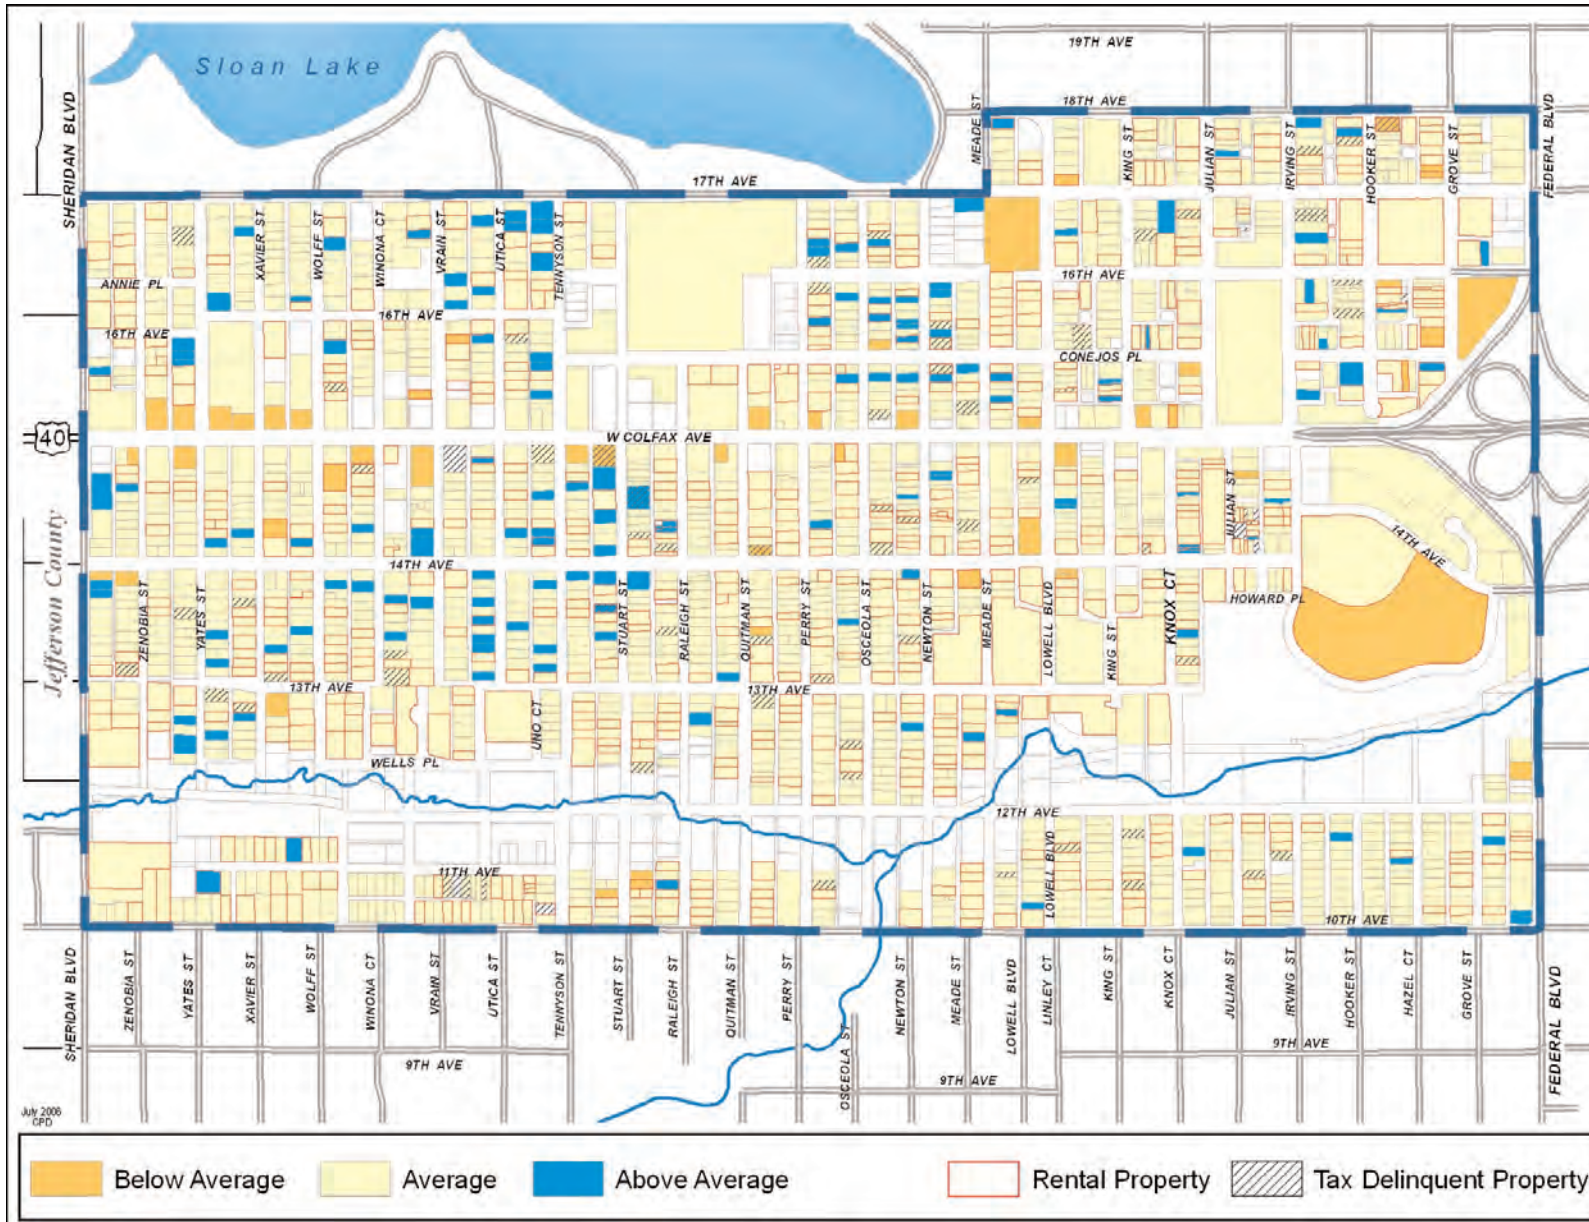 Sloan Lake
19TH AVE
18TH AVE
17TH AVE
SHERIDAN BLVD
MEADE ST
KING ST
JULIAN ST
IRVING ST
HOOKER ST
GROVE ST
FEDERAL BLVD
XAVIER ST
WOLFF ST
WINONA CT
VRAIN ST
UTICA ST
TENNYSON ST
ANNIE PL
16TH AVE
16TH AVE
16TH AVE
CONEJOS PL
40
W COLFAX AVE
Jefferson County
JULIAN ST
14TH AVE
14TH AVE
HOWARD PL
ZENOBIA ST
YATES ST
STUART ST
RALEIGH ST
QUITMAN ST
PERRY ST
OSCEOLA ST
NEWTON ST
MEADE ST
LOWELL BLVD
KING ST
KNOX CT
13TH AVE
13TH AVE
UNO CT
WELLS PL
12TH AVE
11TH AVE
LOWELL BLVD
10TH AVE
SHERIDAN BLVD
ZENOBIA ST
YATES ST
XAVIER ST
WOLFF ST
WINONA CT
VRAIN ST
UTICA ST
TENNYSON ST
STUART ST
RALEIGH ST
QUITMAN ST
PERRY ST
OSCEOLA ST
NEWTON ST
MEADE ST
LOWELL BLVD
LINLEY CT
KING ST
KNOX CT
JULIAN ST
IRVING ST
HOOKER ST
HAZEL CT
GROVE ST
FEDERAL BLVD
9TH AVE
9TH AVE
9TH AVE
July 2006
CPD
Below Average
Average
Above Average
Rental Property
Tax Delinquent Property